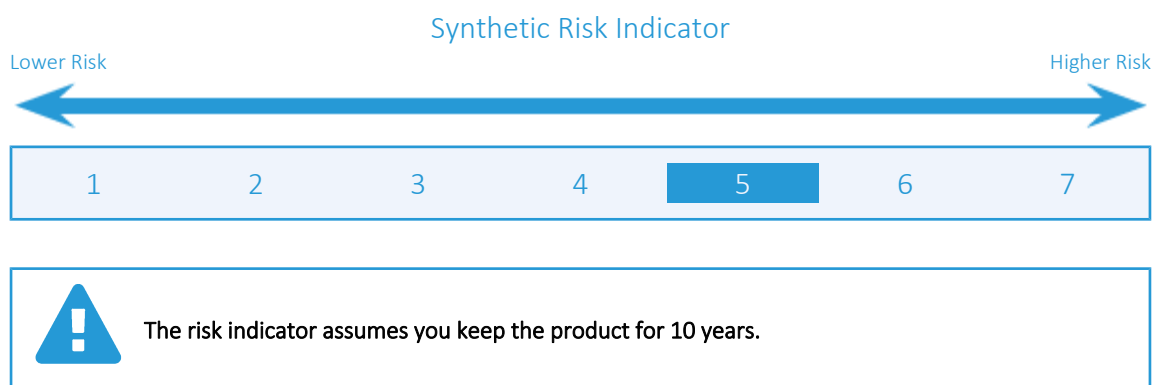 Synthetic Risk Indicator
Lower Risk Higher Risk
1 2 3 4 5 6 7
The risk indicator assumes you keep the product for 10 years.